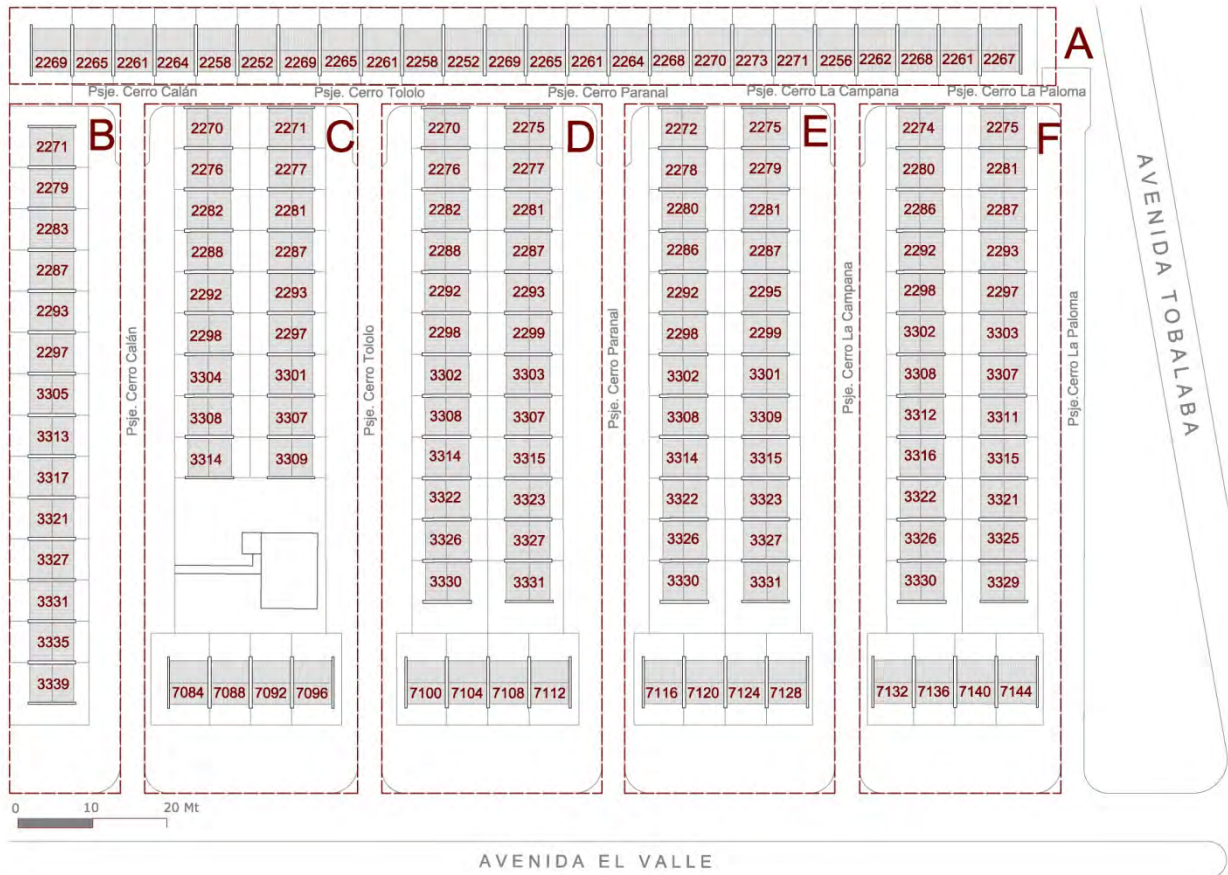 A
2269 2265 2261 2264 2258 2252 2269 2265 2261 2258 2252 2269 2265 2261 2264 2268 2270 2273 2271 2256 2262 2268 2261 2267
Psje. Cerro Calán Psje. Cerro Tololo Psje. Cerro Paranal Psje. Cerro La Campana Psje. Cerro La Paloma
B
2271
2279
2283
2287
2293
2297
3305
3313
3317
3321
3327
3331
3335
3339
Psje. Cerro Calán
C
2270 2271
2276 2277
2282 2281
2288 2287
2292 2293
2298 2297
3304 3301
3308 3307
3314 3309
7084 7088 7092 7096
Psje. Cerro Tololo
D
2270 2275
2276 2277
2282 2281
2288 2287
2292 2293
2298 2299
3302 3303
3308 3307
3314 3315
3322 3323
3326 3327
3330 3331
7100 7104 7108 7112
Psje. Cerro Paranal
E
2272 2275
2278 2279
2280 2281
2286 2287
2292 2295
2298 2299
3302 3301
3308 3309
3314 3315
3322 3323
3326 3327
3330 3331
7116 7120 7124 7128
Psje. Cerro La Campana
F
2274 2275
2280 2281
2286 2287
2292 2293
2298 2297
3302 3303
3308 3307
3312 3311
3316 3315
3322 3321
3326 3325
3330 3329
7132 7136 7140 7144
Psje.Cerro La Paloma
AVENIDA TOBALABA
0 10 20 Mt
AVENIDA EL VALLE